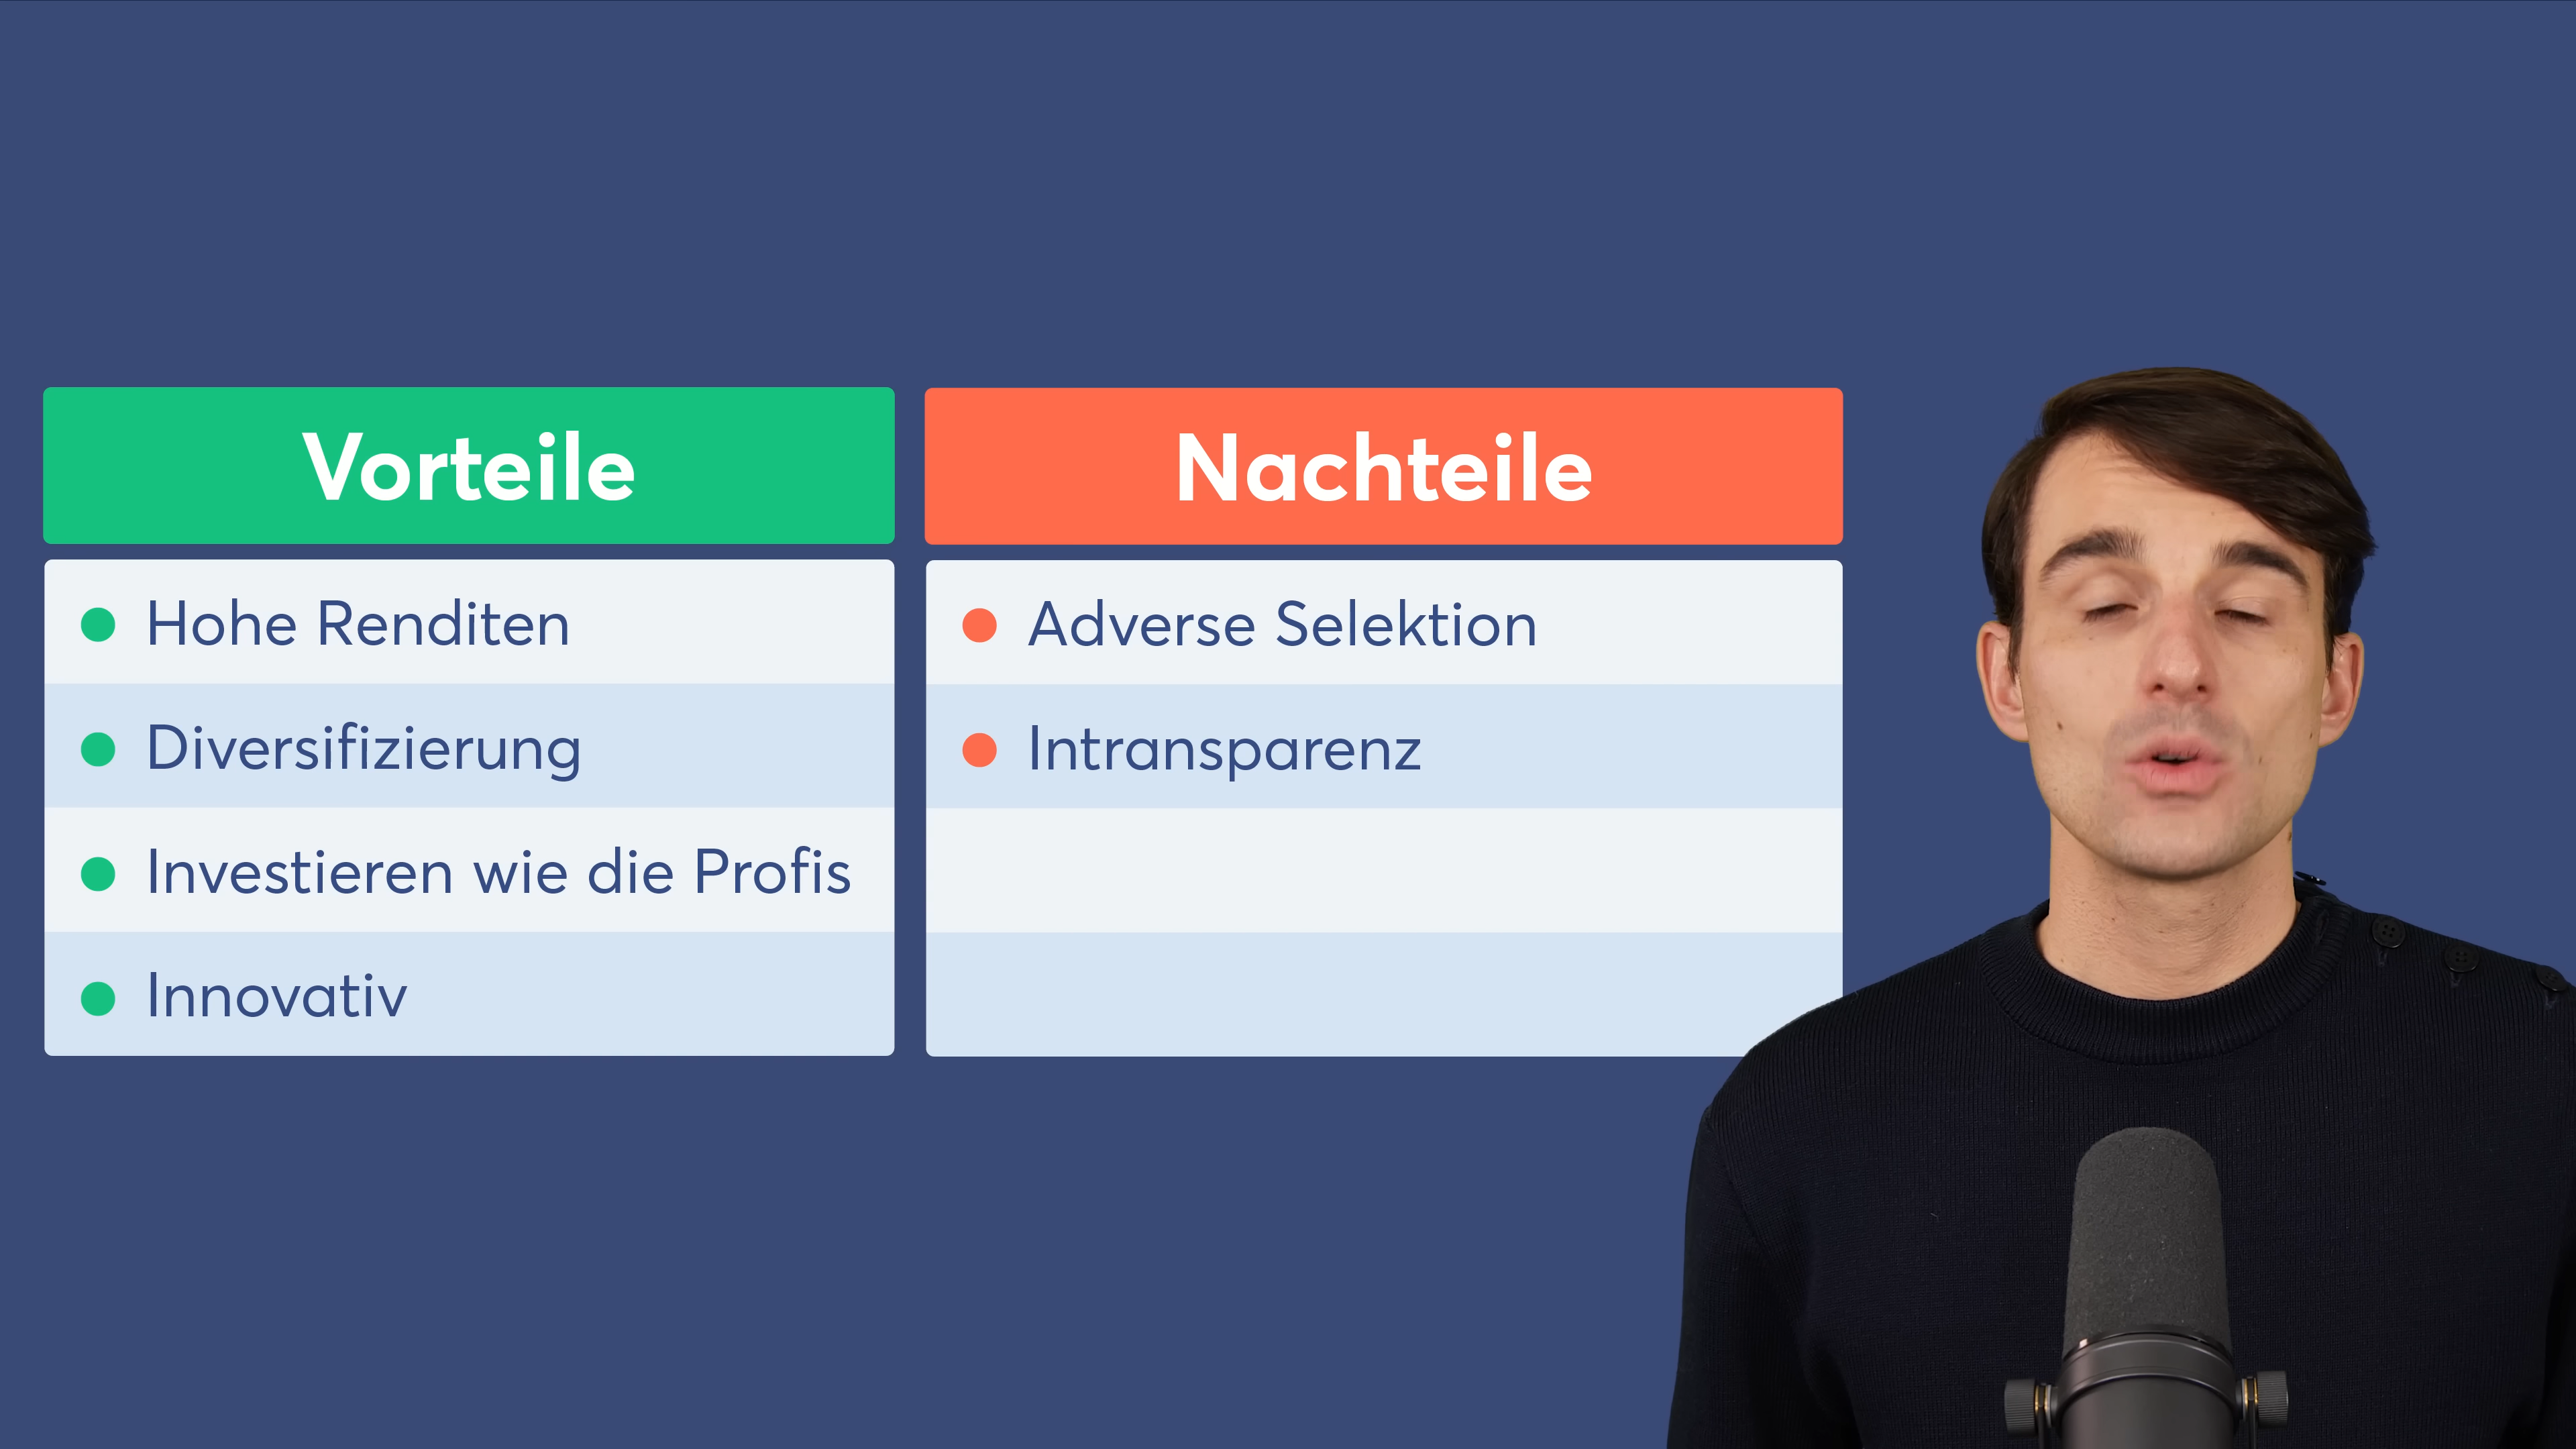 Vorteile
Hohe Renditen
Diversifizierung
Investieren wie die Profis
Innovativ
Nachteile
Adverse Selektion
Intransparenz